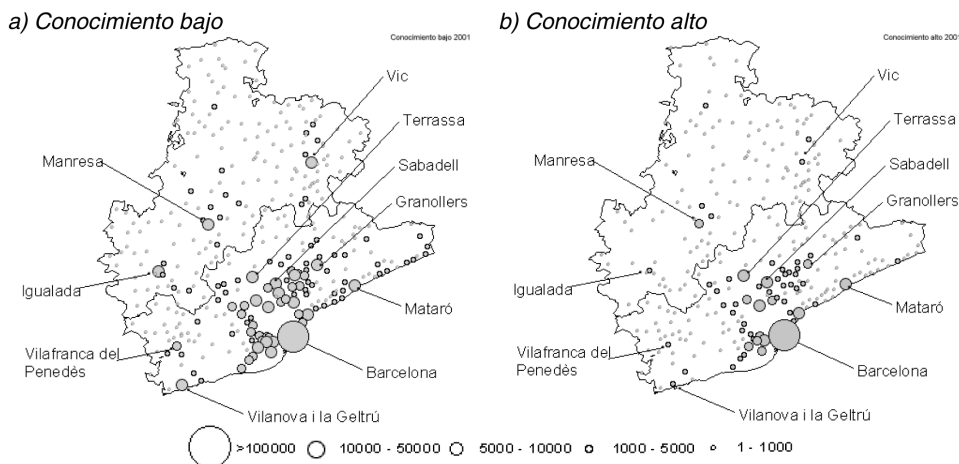 a) Conocimiento bajo
Conocimiento bajo 2001
Vic
Terrassa
Manresa
Sabadell
Granollers
Igualada
Mataró
Vilafranca del
Penedès
Barcelona
Vilanova i la Geltrú
b) Conocimiento alto
Conocimiento alto 2001
Vic
Terrassa
Manresa
Sabadell
Granollers
Igualada
Mataró
Vilafranca del
Penedès
Barcelona
Vilanova i la Geltrú
>100000 10000 - 50000 5000 - 10000 1000 - 5000 1 - 1000